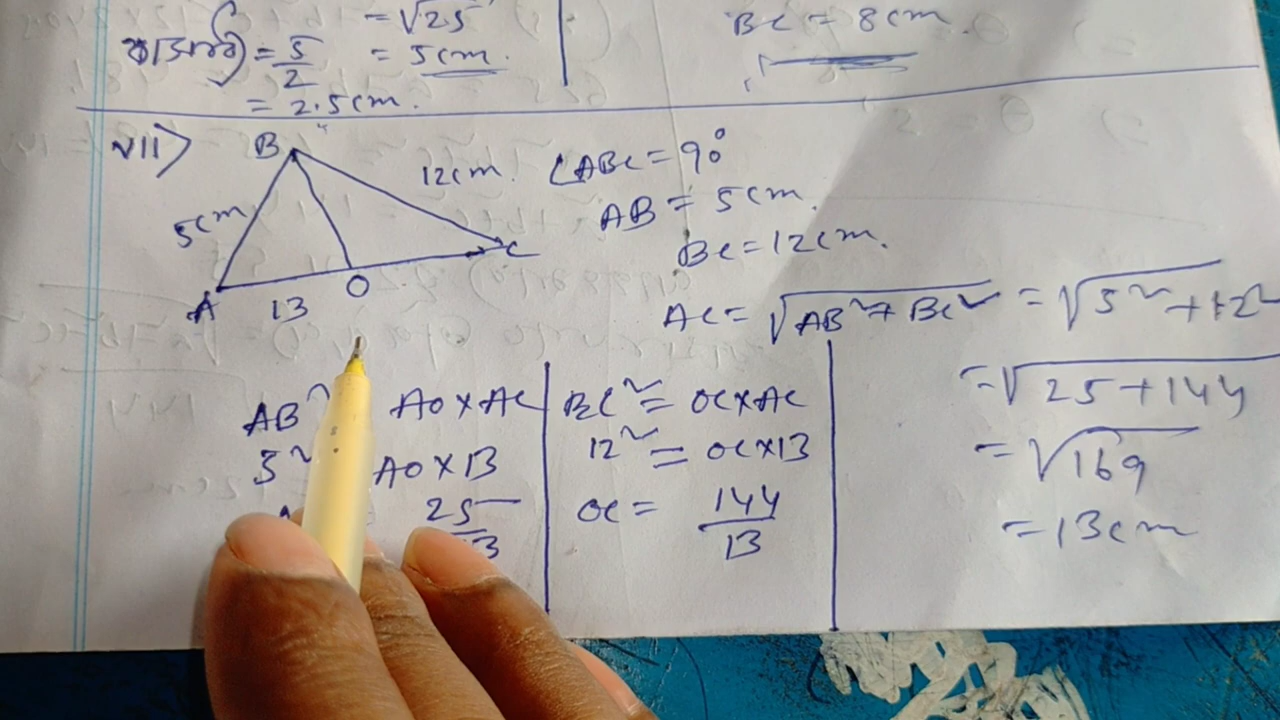 = √25
= 5/2 = 5cm.
= 2.5cm.
BC = 8cm.
VII>
B
12cm.
5cm
A
13
O
C
∠ABC = 90°
AB = 5cm.
BC = 12cm.
AC = √AB²+BC² = √5²+12²
= √25+144
= √169
= 13cm
AB² AO×AC
5² AO×13
25
BC² = OC×AC
12² = OC×13
OC = 144/13